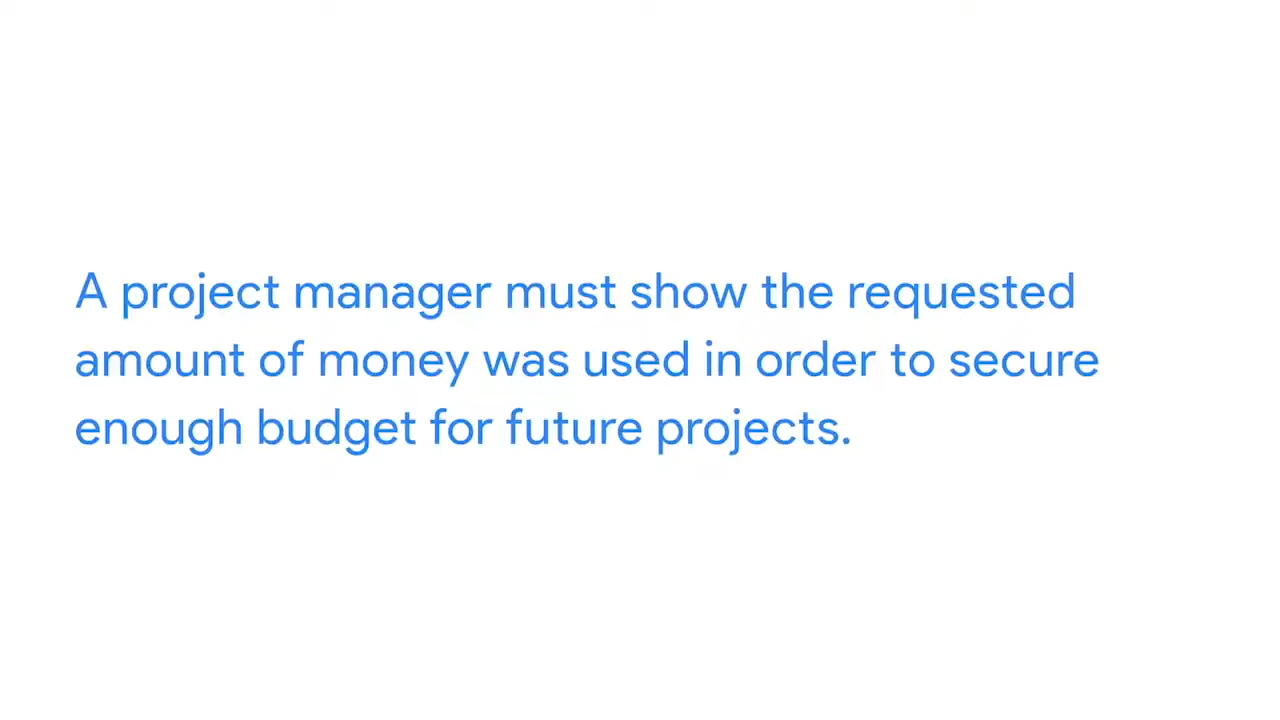 A project manager must show the requested
amount of money was used in order to secure
enough budget for future projects.